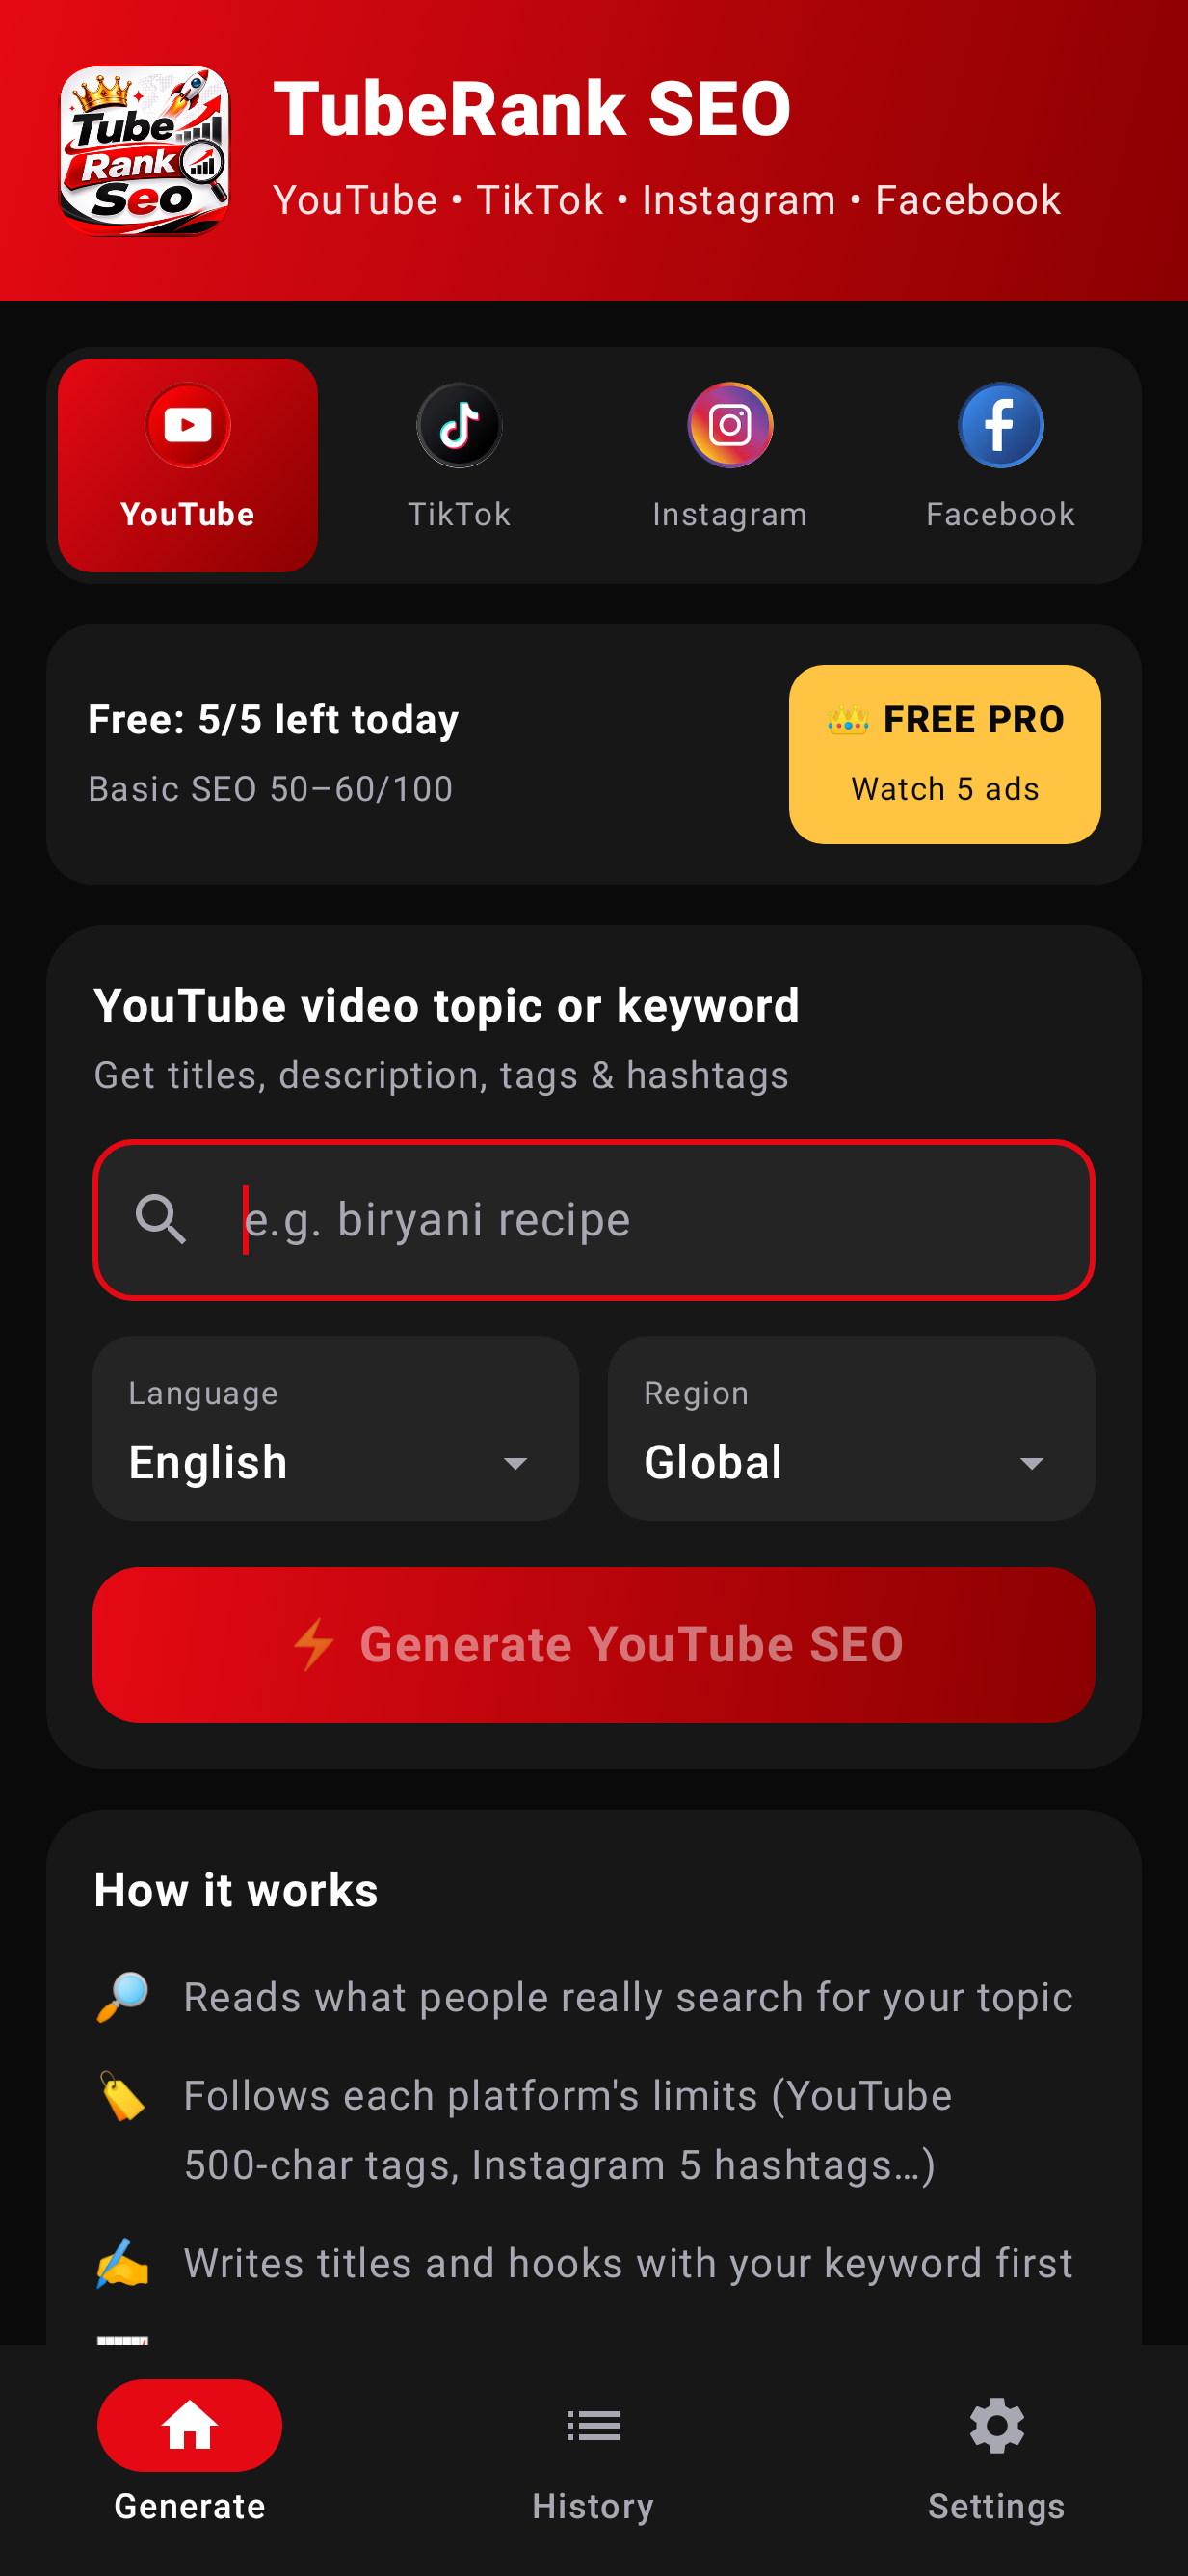 Tube
Rank
Seo
TubeRank SEO
YouTube • TikTok • Instagram • Facebook
YouTube
TikTok
Instagram
Facebook
Free: 5/5 left today
Basic SEO 50–60/100
👑 FREE PRO
Watch 5 ads
YouTube video topic or keyword
Get titles, description, tags & hashtags
e.g. biryani recipe
Language
English
Region
Global
⚡ Generate YouTube SEO
How it works
🔎 Reads what people really search for your topic
🏷️ Follows each platform's limits (YouTube
500-char tags, Instagram 5 hashtags…)
✍️ Writes titles and hooks with your keyword first
Generate
History
Settings